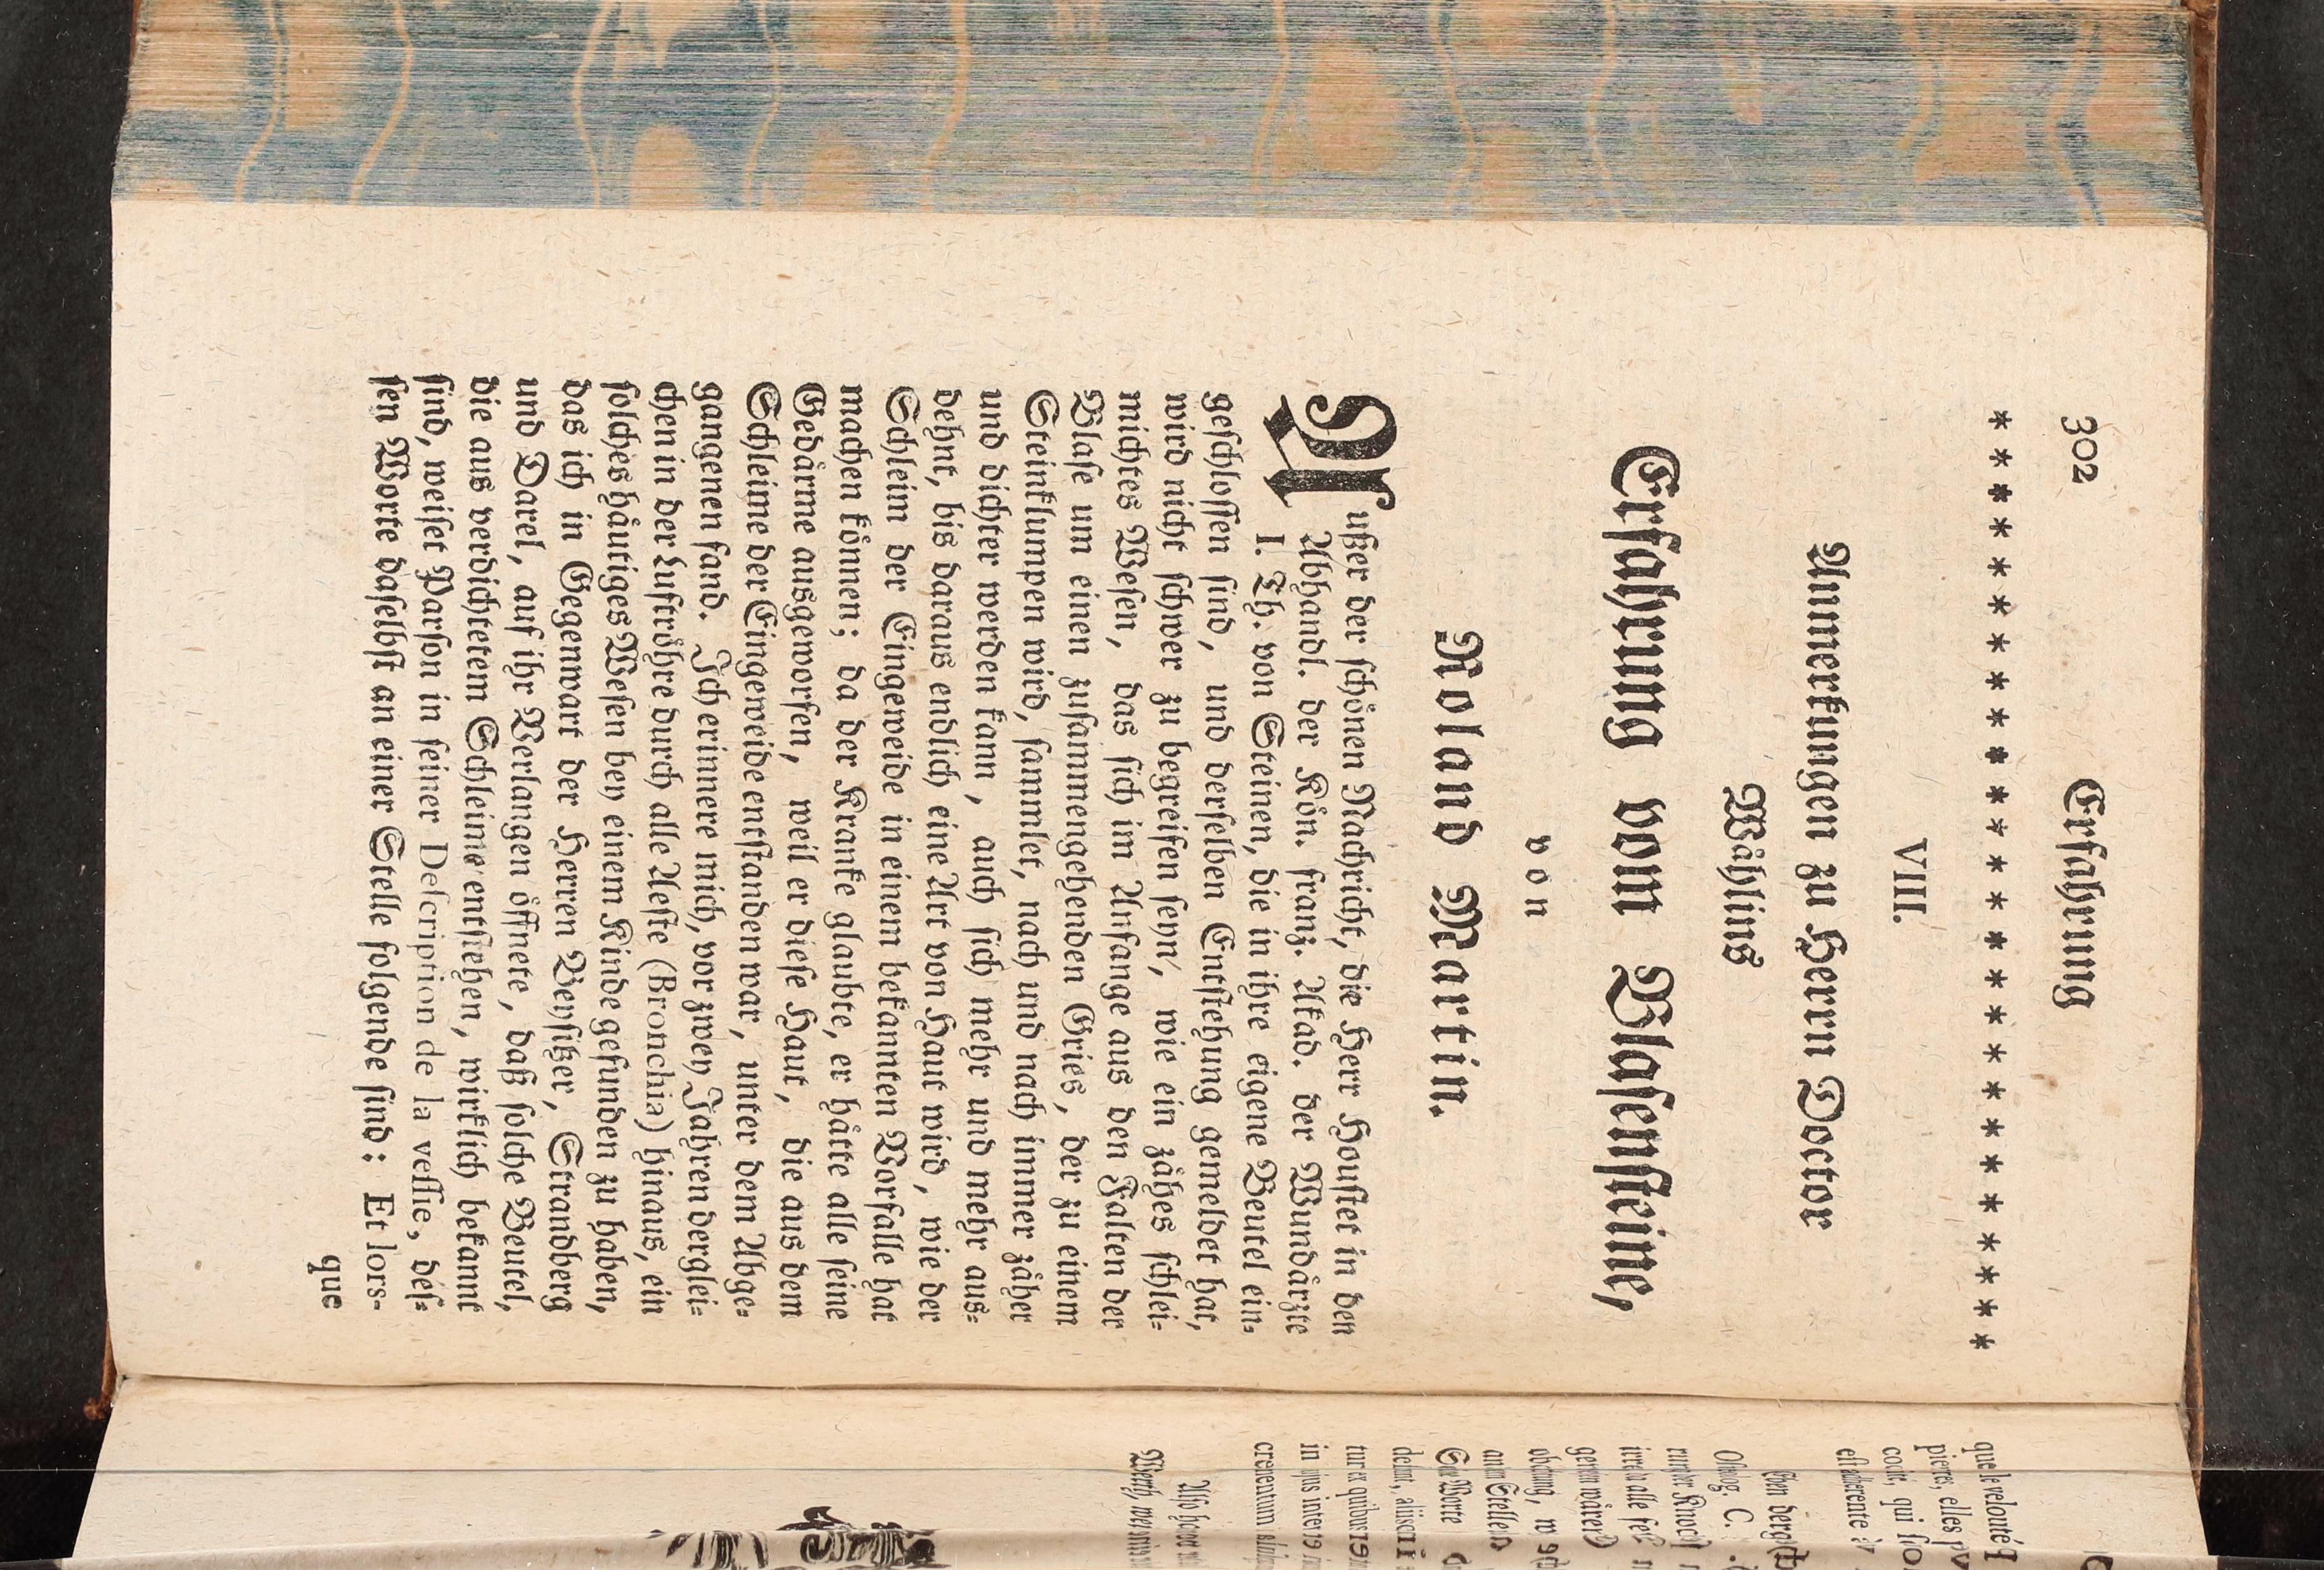 302 Erfahrung
* * * * * * * * * * * * * * * * * * * * * * * * * *
VIII.
Anmerkungen zu Herrn Doctor
Wåhlins
Erfahrung vom Blasensteine,
von
Roland Martin.
Außer der schönen Nachricht, die Herr Houstet in den
Abhandl. der Kön. franz. Akad. der Wundärzte
I. Th. von Steinen, die in ihre eigene Beutel ein-
geschlossen sind, und derselben Entstehung gemeldet hat,
wird nicht schwer zu begreifen seyn, wie ein zähes schlei-
michtes Wesen, das sich im Anfange aus den Falten der
Blase um einen zusammengehenden Gries, der zu einem
Steinklumpen wird, sammlet, nach und nach immer zäher
und dichter werden kann, auch sich mehr und mehr aus-
dehnt, bis daraus endlich eine Art von Haut wird, wie der
Schleim der Eingeweide in einem bekannten Vorfalle hat
machen können; da der Kranke glaubte, er hätte alle seine
Gedärme ausgeworfen, weil er diese Haut, die aus dem
Schleime der Eingeweide entstanden war, unter dem Abge-
gangenen fand. Ich erinnere mich, vor zwey Jahren derglei-
chen in der Luftröhre durch alle Aeste (Bronchia) hinaus, ein
solches häutiges Wesen bey einem Kinde gefunden zu haben,
das ich in Gegenwart der Herren Beysitzer, Strandberg
und Darel, auf ihr Verlangen öffnete, daß solche Beutel,
die aus verdichtetem Schleime entstehen, wirklich bekannt
sind, weiset Parson in seiner Description de la vessie, des-
sen Worte daselbst an einer Stelle folgende sind: Et lors-
que
que le velouté
pierres, elles
coüe, qui
est adherente